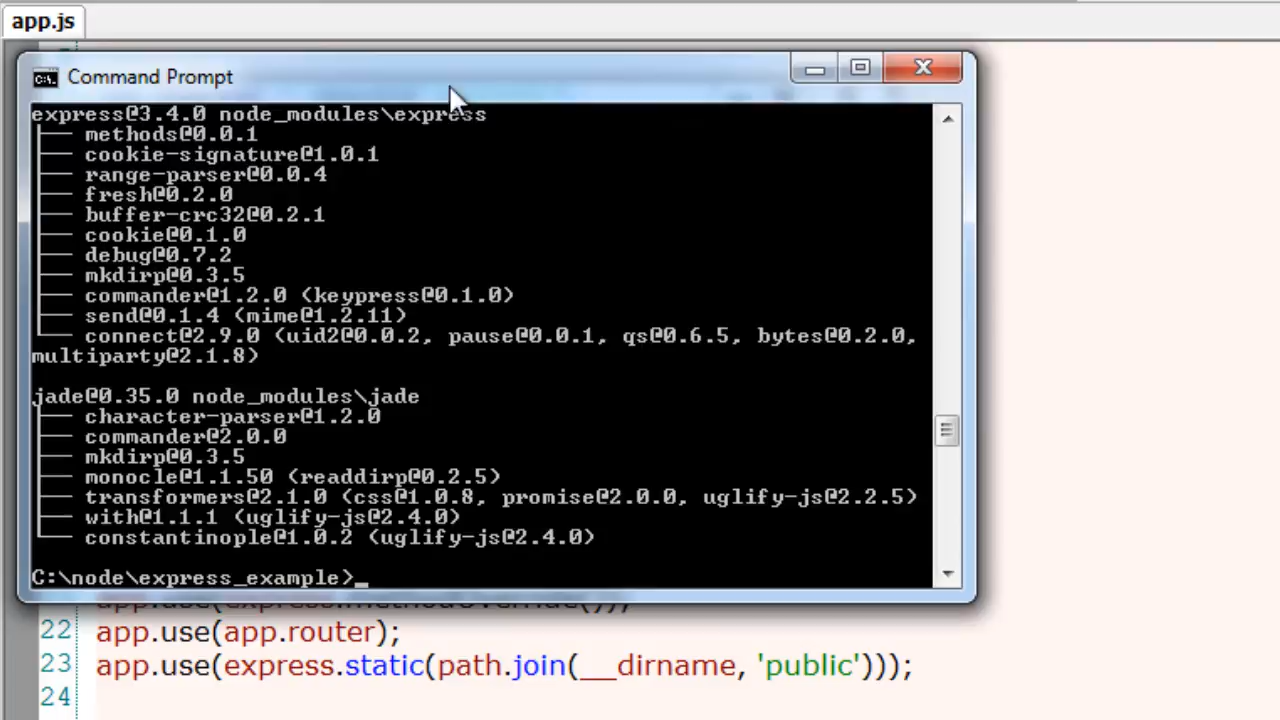 app.js
Command Prompt
express@3.4.0 node_modules\express
├── methods@0.0.1
├── cookie-signature@1.0.1
├── range-parser@0.0.4
├── fresh@0.2.0
├── buffer-crc32@0.2.1
├── cookie@0.1.0
├── debug@0.7.2
├── mkdirp@0.3.5
├── commander@1.2.0 (keypress@0.1.0)
├── send@0.1.4 (mime@1.2.11)
└── connect@2.9.0 (uid2@0.0.2, pause@0.0.1, qs@0.6.5, bytes@0.2.0,
multiparty@2.1.8)
jade@0.35.0 node_modules\jade
├── character-parser@1.2.0
├── commander@2.0.0
├── mkdirp@0.3.5
├── monocle@1.1.50 (readdirp@0.2.5)
├── transformers@2.1.0 (css@1.0.8, promise@2.0.0, uglify-js@2.2.5)
├── with@1.1.1 (uglify-js@2.4.0)
└── constantinople@1.0.2 (uglify-js@2.4.0)
C:\node\express_example>_
22 app.use(app.router);
23 app.use(express.static(path.join(__dirname, 'public')));
24